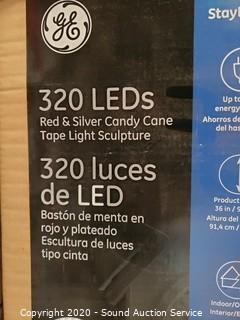 GE
320 LEDs
Red & Silver Candy Cane
Tape Light Sculpture
320 luces
de LED
Bastón de menta en
rojo y plateado
Escultura de luces
tipo cinta
Up to
energy
Ahorros de
del has
Product
36 in / S
Altura del
91,4 cm /
Indoor/O
Interior/E
Copyright 2020 - Sound Auction Service